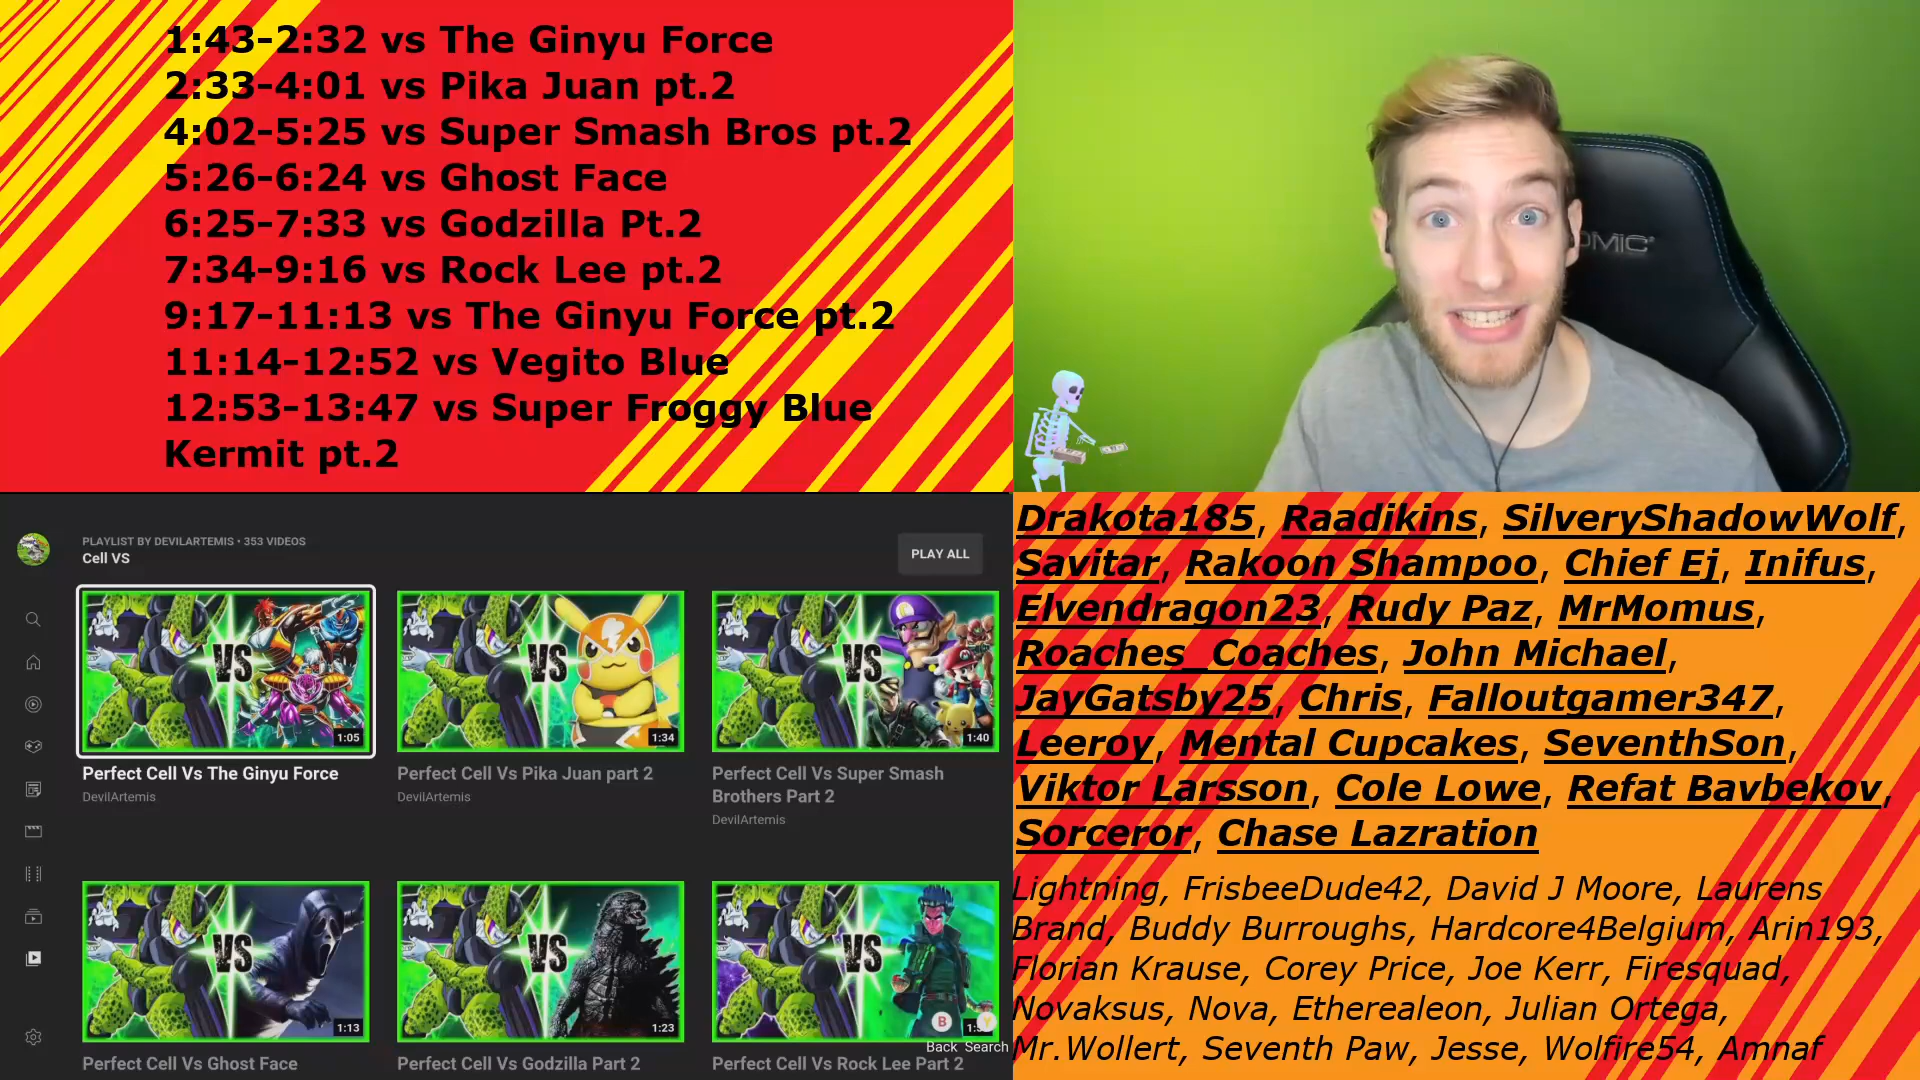 1:43-2:32 vs The Ginyu Force
2:33-4:01 vs Pika Juan pt.2
4:02-5:25 vs Super Smash Bros pt.2
5:26-6:24 vs Ghost Face
6:25-7:33 vs Godzilla Pt.2
7:34-9:16 vs Rock Lee pt.2
9:17-11:13 vs The Ginyu Force pt.2
11:14-12:52 vs Vegito Blue
12:53-13:47 vs Super Froggy Blue
Kermit pt.2
PLAYLIST BY DEVILARTEMIS • 353 VIDEOS
Cell VS
PLAY ALL
VS
1:05
VS
1:34
VS
1:40
Perfect Cell Vs The Ginyu Force
DevilArtemis
Perfect Cell Vs Pika Juan part 2
DevilArtemis
Perfect Cell Vs Super Smash
Brothers Part 2
DevilArtemis
VS
1:13
VS
1:23
VS
B
Back Search
Perfect Cell Vs Ghost Face
Perfect Cell Vs Godzilla Part 2
Perfect Cell Vs Rock Lee Part 2
Drakota185, Raadikins, SilveryShadowWolf,
Savitar, Rakoon Shampoo, Chief Ej, Inifus,
Elvendragon23, Rudy Paz, MrMomus,
Roaches_Coaches, John Michael,
JayGatsby25, Chris, Falloutgamer347,
Leeroy, Mental Cupcakes, SeventhSon,
Viktor Larsson, Cole Lowe, Refat Bavbekov,
Sorceror, Chase Lazration
Lightning, FrisbeeDude42, David J Moore, Laurens
Brand, Buddy Burroughs, Hardcore4Belgium, Arin193,
Florian Krause, Corey Price, Joe Kerr, Firesquad,
Novaksus, Nova, Etherealeon, Julian Ortega,
Mr.Wollert, Seventh Paw, Jesse, Wolfire54, Amnaf